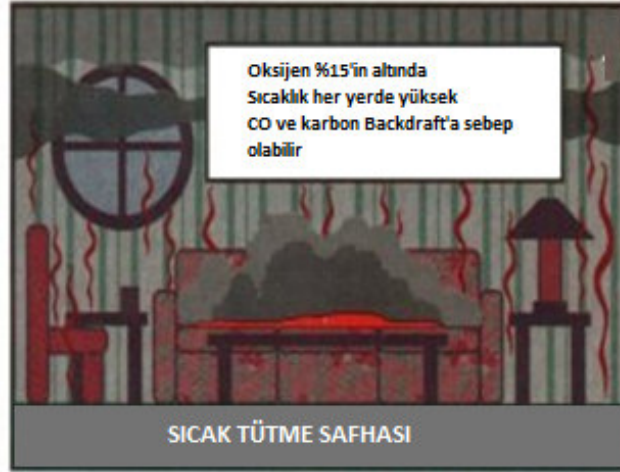 Oksijen %15'in altında
Sıcaklık her yerde yüksek
CO ve karbon Backdraft'a sebep
olabilir
SICAK TÜTME SAFHASI